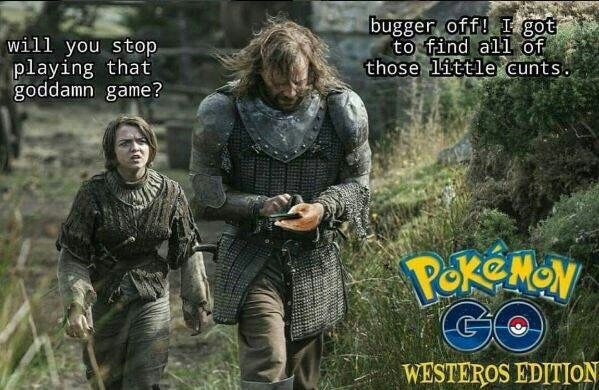 will you stop
playing that
goddamn game?
bugger off! I got
to find all of
those little cunts.
POKéMON
GO
WESTEROS EDITION